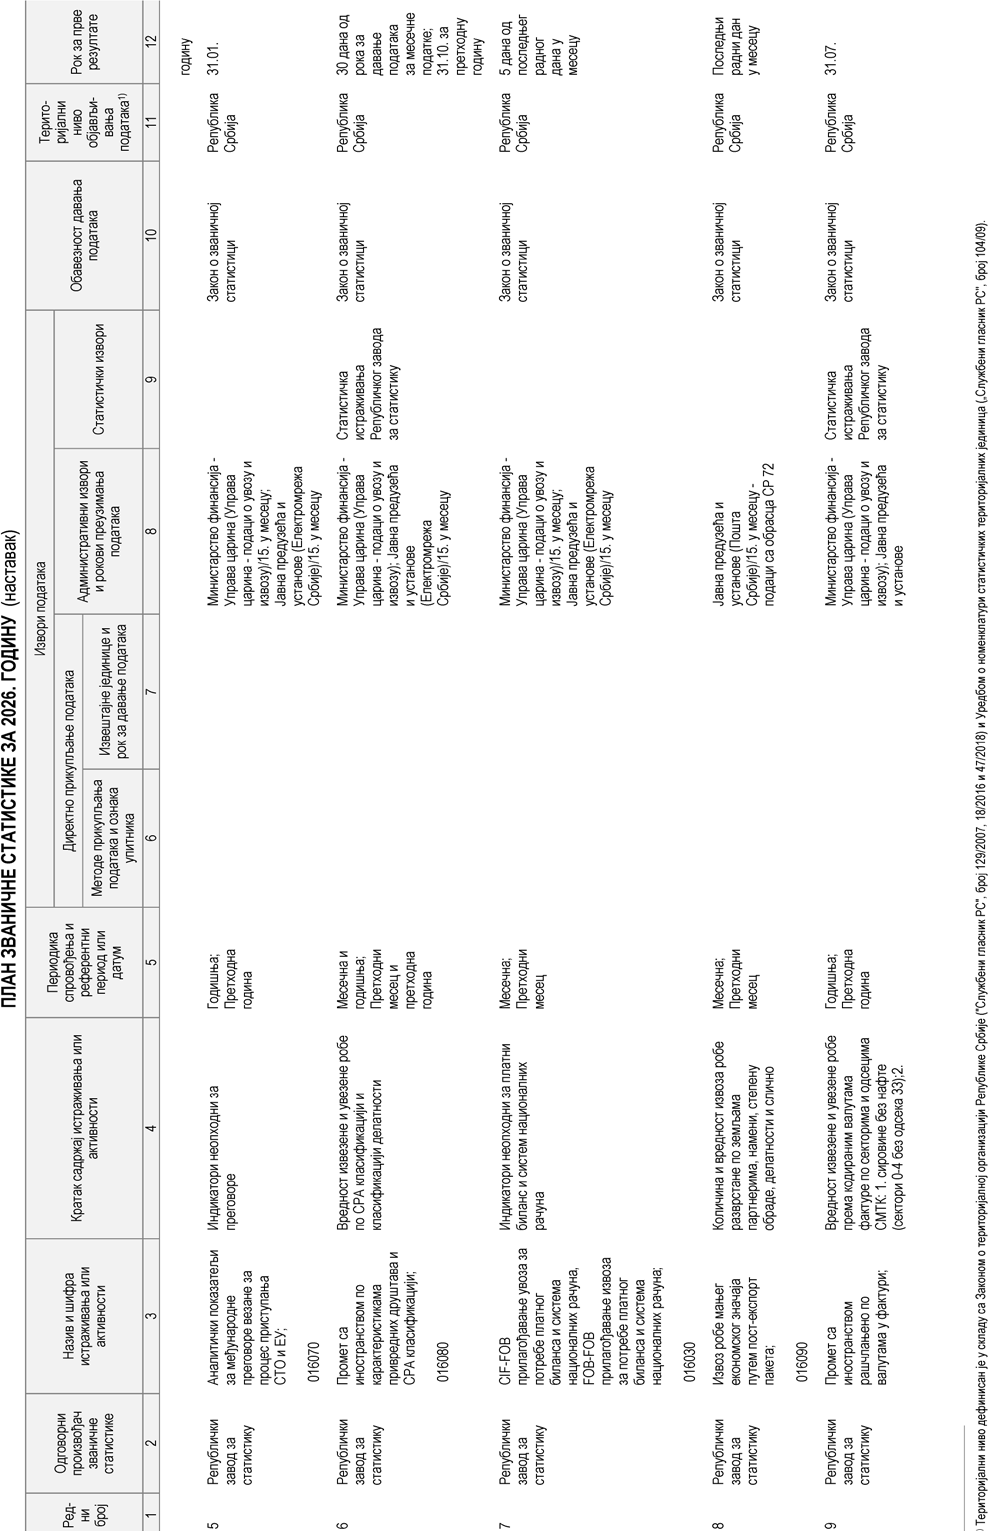 ПЛАН ЗВАНИЧНЕ СТАТИСТИКЕ ЗА 2026. ГОДИНУ (наставак)
Ред-
ни
број
Одговорни
произвођач
званичне
статистике
Назив и шифра
истраживања или
активности
Кратак садржај истраживања или
активности
Периодика
спровођења и
референтни
период или
датум
Извори података
Директно прикупљање података
Методе прикупљања
података и ознака
упитника
Извештајне јединице и
рок за давање података
Административни извори
и рокови преузимања
података
Статистички извори
Обавезност давања
података
Терито-
ријални
ниво
објављи-
вања
података1)
Рок за прве
резултате
1 2 3 4 5 6 7 8 9 10 11 12
годину
5
Републички
завод за
статистику
Аналитички показатељи
за међународне
преговоре везане за
процес приступања
СТО и ЕУ;
016070
Индикатори неопходни за
преговоре
Годишња;
Претходна
година
Министарство финансија -
Управа царина (Управа
царина - подаци о увозу и
извозу)/15. у месецу;
Јавна предузећа и
установе (Електромрежа
Србије)/15. у месецу
Закон о званичној
статистици
Република
Србија
31.01.
6
Републички
завод за
статистику
Промет са
иностранством по
карактеристикама
привредних друштава и
CPA класификацији;
016080
Вредност извезене и увезене робе
по CPA класификацији и
класификацији делатности
Месечна и
годишња;
Претходни
месец и
претходна
година
Министарство финансија -
Управа царина (Управа
царина - подаци о увозу и
извозу); Јавна предузећа
и установе
(Електромрежа
Србије)/15. у месецу
Статистичка
истраживања
Републичког завода
за статистику
Закон о званичној
статистици
Република
Србија
30 дана од
рока за
давање
података
за месечне
податке;
31.10. за
претходну
годину
7
Републички
завод за
статистику
CIF-FOB
прилагођавање увоза за
потребе платног
биланса и система
националних рачуна,
FOB-FOB
прилагођавање извоза
за потребе платног
биланса и система
националних рачуна;
016030
Индикатори неопходни за платни
биланс и систем националних
рачуна
Месечна;
Претходни
месец
Министарство финансија -
Управа царина (Управа
царина - подаци о увозу и
извозу)/15. у месецу;
Јавна предузећа и
установе (Електромрежа
Србије)/15. у месецу
Закон о званичној
статистици
Република
Србија
5 дана од
последњег
радног
дана у
месецу
8
Републички
завод за
статистику
Извоз робе мањег
економског значаја
путем пост-експорт
пакета;
016090
Количина и вредност извоза робе
разврстане по земљама
партнерима, намени, степену
обраде, делатности и слично
Месечна;
Претходни
месец
Јавна предузећа и
установе (Пошта
Србије)/15. у месецу -
подаци са обрасца CP 72
Закон о званичној
статистици
Република
Србија
Последњи
радни дан
у месецу
9
Републички
завод за
статистику
Промет са
иностранством
рашчлањено по
валутама у фактури;
Вредност извезене и увезене робе
према кодираним валутама
фактуре по секторима и одсецима
СМТК: 1. сировине без нафте
(сектори 0-4 без одсека 33);2.
Годишња;
Претходна
година
Министарство финансија -
Управа царина (Управа
царина - подаци о увозу и
извозу); Јавна предузећа
и установе
Статистичка
истраживања
Републичког завода
за статистику
Закон о званичној
статистици
Република
Србија
31.07.
) Територијални ниво дефинисан је у складу са Законом о територијалној организацији Републике Србије ("Службени гласник РС", број 129/2007, 18/2016 и 47/2018) и Уредбом о номенклатури статистичких територијалних јединица („Службени гласник РС", број 104/09).